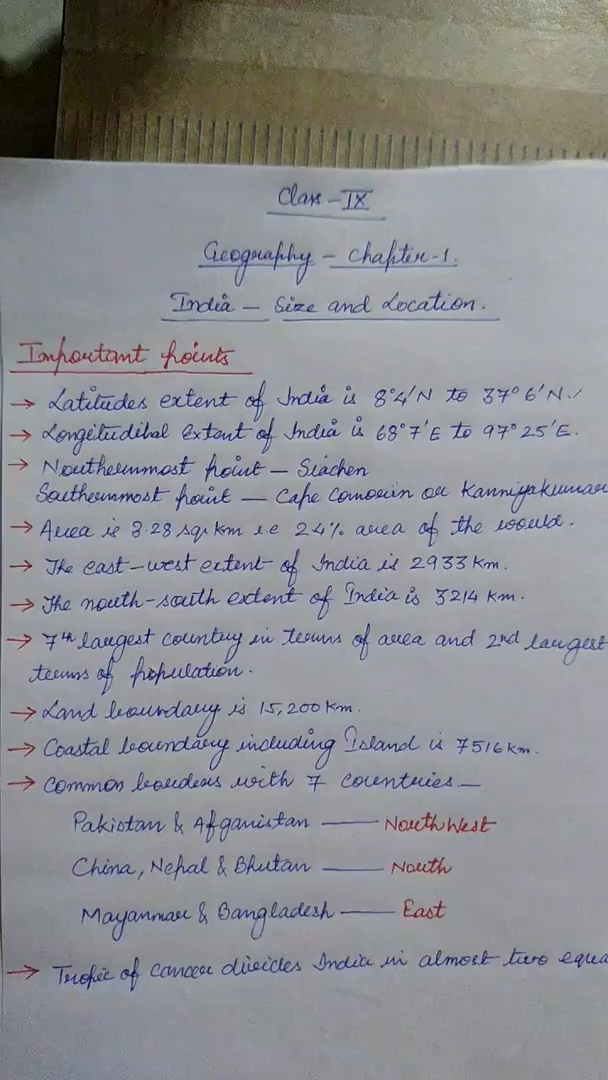 Class - IX
Geography - Chapter-1.
India - Size and Location.
Important points
→ Latitudes extent of India is 8°4'N to 37°6'N.
→ Longitudibal extent of India is 68°7'E to 97°25'E.
→ Northernmost point - Siachen
Southernmost point - Cape Comorin or Kanniyakumar
→ Area is 3.28 sq. km i.e 24% area of the would.
→ The east-west extent of India is 2933 km.
→ The north-south extent of India is 3214 km.
→ 7th largest country in terms of area and 2nd largest
terms of population.
→ Land boundary is 15,200 km.
→ Coastal boundary including Island is 7516 km.
→ Common borders with 7 countries -
Pakistan & Afganistan - North West
China, Nepal & Bhutan - North
Mayanmar & Bangladesh - East
→ Tropic of cancer divides India in almost two equa